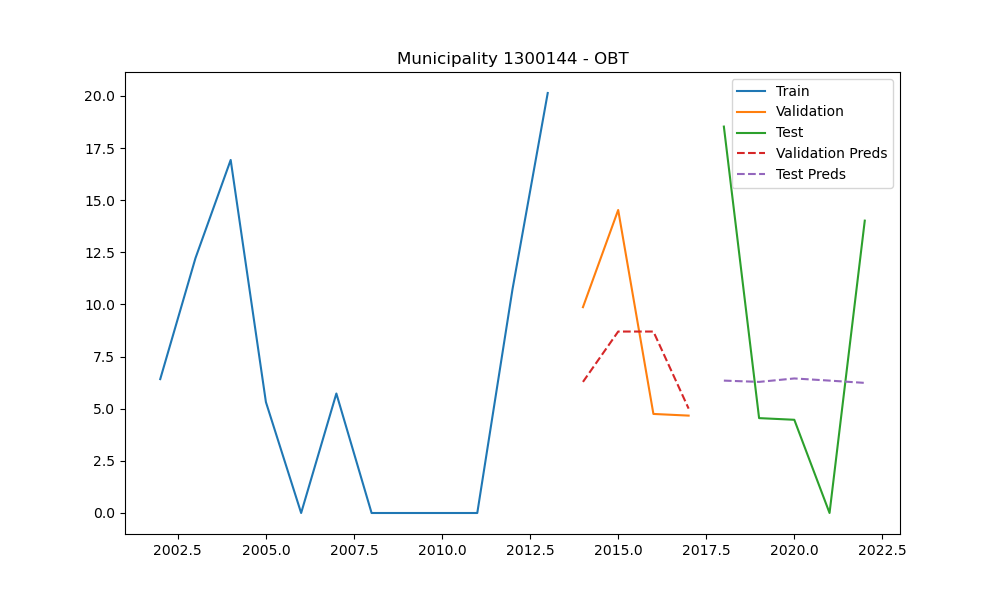 Municipality 1300144 - OBT
Train
Validation
Test
Validation Preds
Test Preds
20.0
17.5
15.0
12.5
10.0
7.5
5.0
2.5
0.0
2002.5 2005.0 2007.5 2010.0 2012.5 2015.0 2017.5 2020.0 2022.5